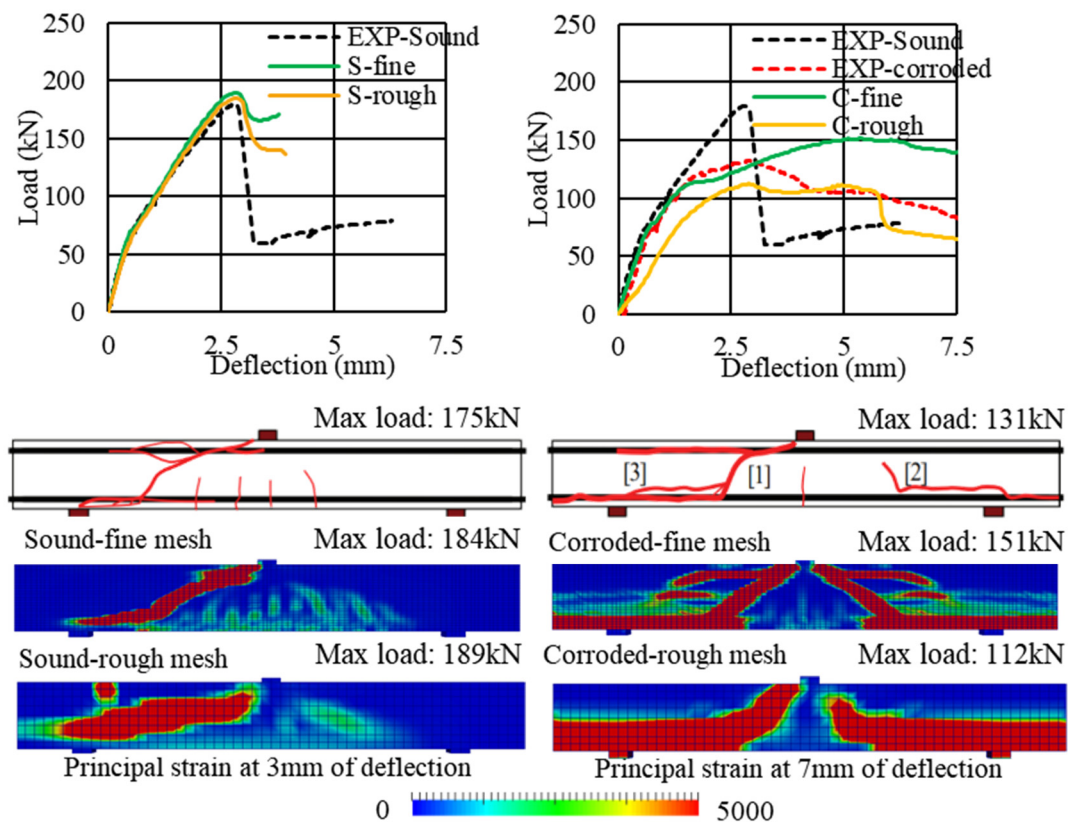 250
200
150
100
50
0
Load (kN)
EXP-Sound
S-fine
S-rough
0 2.5 5 7.5
Deflection (mm)
250
200
150
100
50
0
Load (kN)
EXP-Sound
EXP-corroded
C-fine
C-rough
0 2.5 5 7.5
Deflection (mm)
Max load: 175kN
Max load: 131kN
[3] [1] [2]
Sound-fine mesh Max load: 184kN
Corroded-fine mesh Max load: 151kN
Sound-rough mesh Max load: 189kN
Corroded-rough mesh Max load: 112kN
Principal strain at 3mm of deflection
Principal strain at 7mm of deflection
0 5000